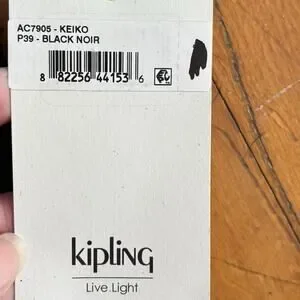 AC7905 - KEIKO
P39 - BLACK NOIR
8 82256 44153 6
kipling
Live.Light